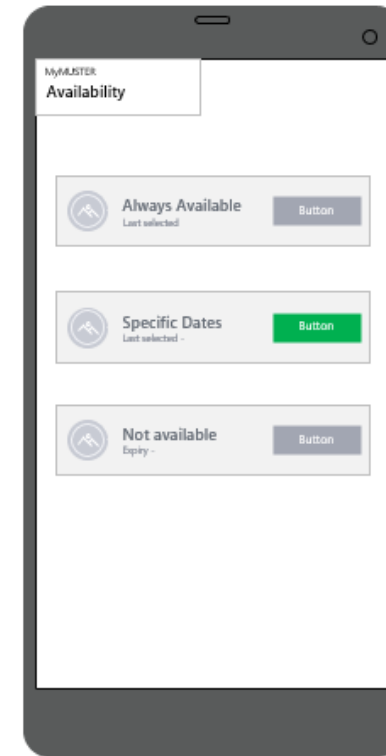 MyMUSTER
Availability
Always Available
Last selected
Button
Specific Dates
Last selected -
Button
Not available
Expiry -
Button